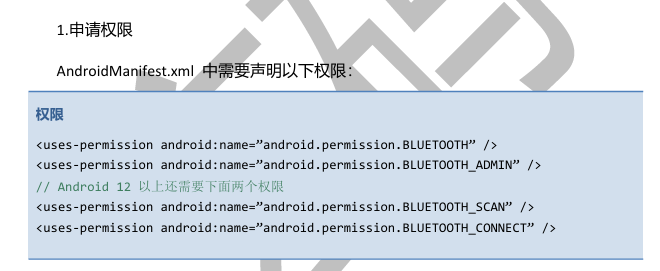 1.申请权限
AndroidManifest.xml 中需要声明以下权限：
权限
<uses-permission android:name=”android.permission.BLUETOOTH” />
<uses-permission android:name=”android.permission.BLUETOOTH_ADMIN” />
// Android 12 以上还需要下面两个权限
<uses-permission android:name=”android.permission.BLUETOOTH_SCAN” />
<uses-permission android:name=”android.permission.BLUETOOTH_CONNECT” />